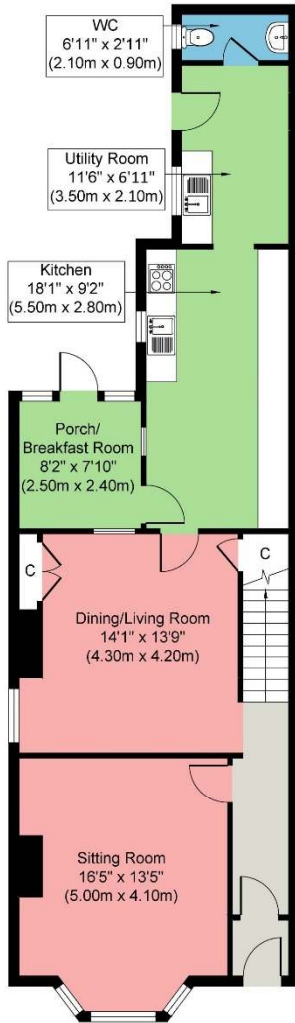 WC
6'11" x 2'11"
(2.10m x 0.90m)
Utility Room
11'6" x 6'11"
(3.50m x 2.10m)
Kitchen
18'1" x 9'2"
(5.50m x 2.80m)
Porch/
Breakfast Room
8'2" x 7'10"
(2.50m x 2.40m)
C
C
Dining/Living Room
14'1" x 13'9"
(4.30m x 4.20m)
Sitting Room
16'5" x 13'5"
(5.00m x 4.10m)